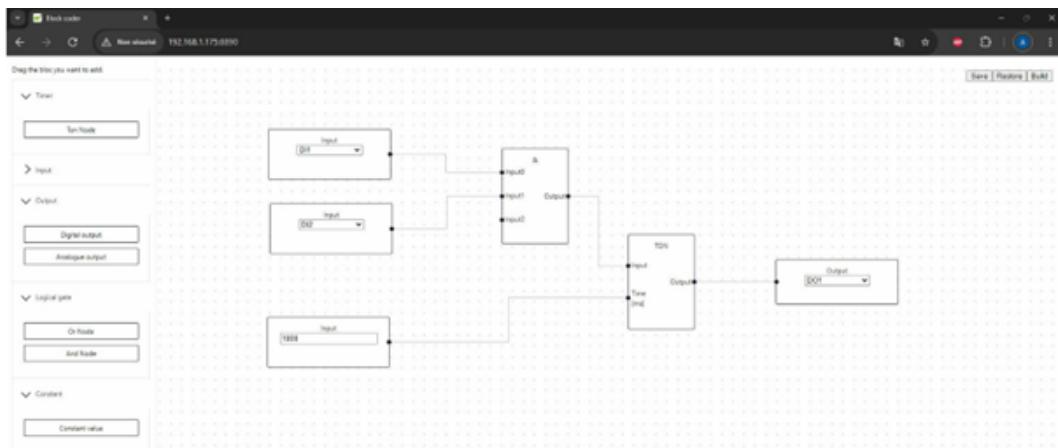 Block coder
Non sécurisé 192.168.1.175:8890
Drag the bloc you want to add.
Save Restore Build
Timer
Ton Node
Input
Output
Digital output
Analogue output
Logical gate
Or Node
And Node
Constant
Constant value
Input
DI1
Input
DI2
Input
&
Input0
Input1 Output
Input2
TON
Input
Output
Time
(ms)
Output
DO1